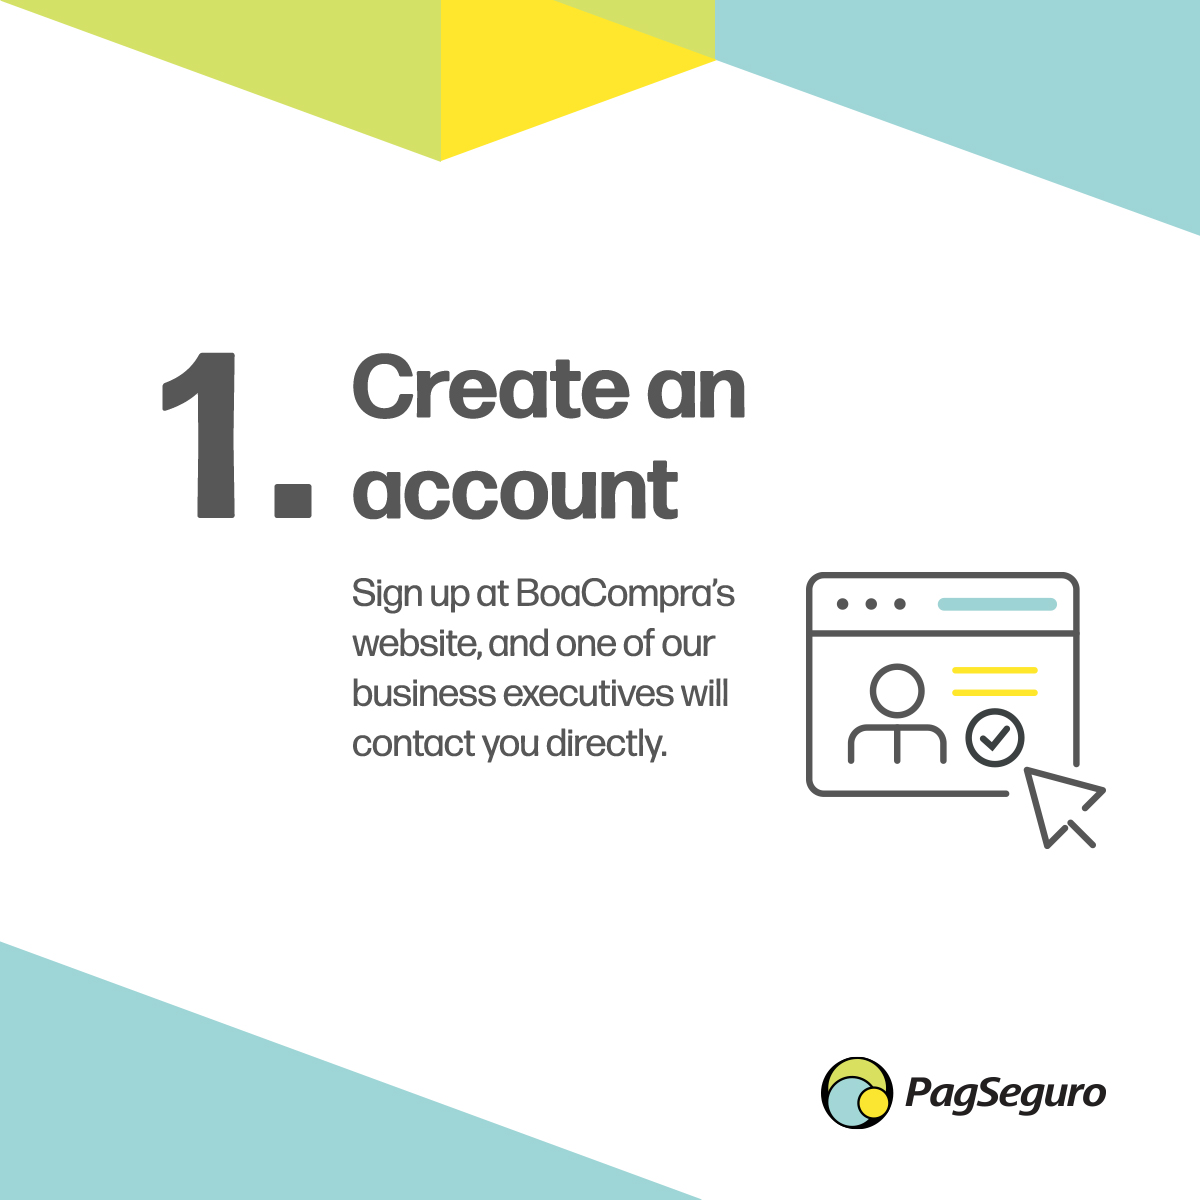 1.
Create an
account
Sign up at BoaCompra’s
website, and one of our
business executives will
contact you directly.
PagSeguro